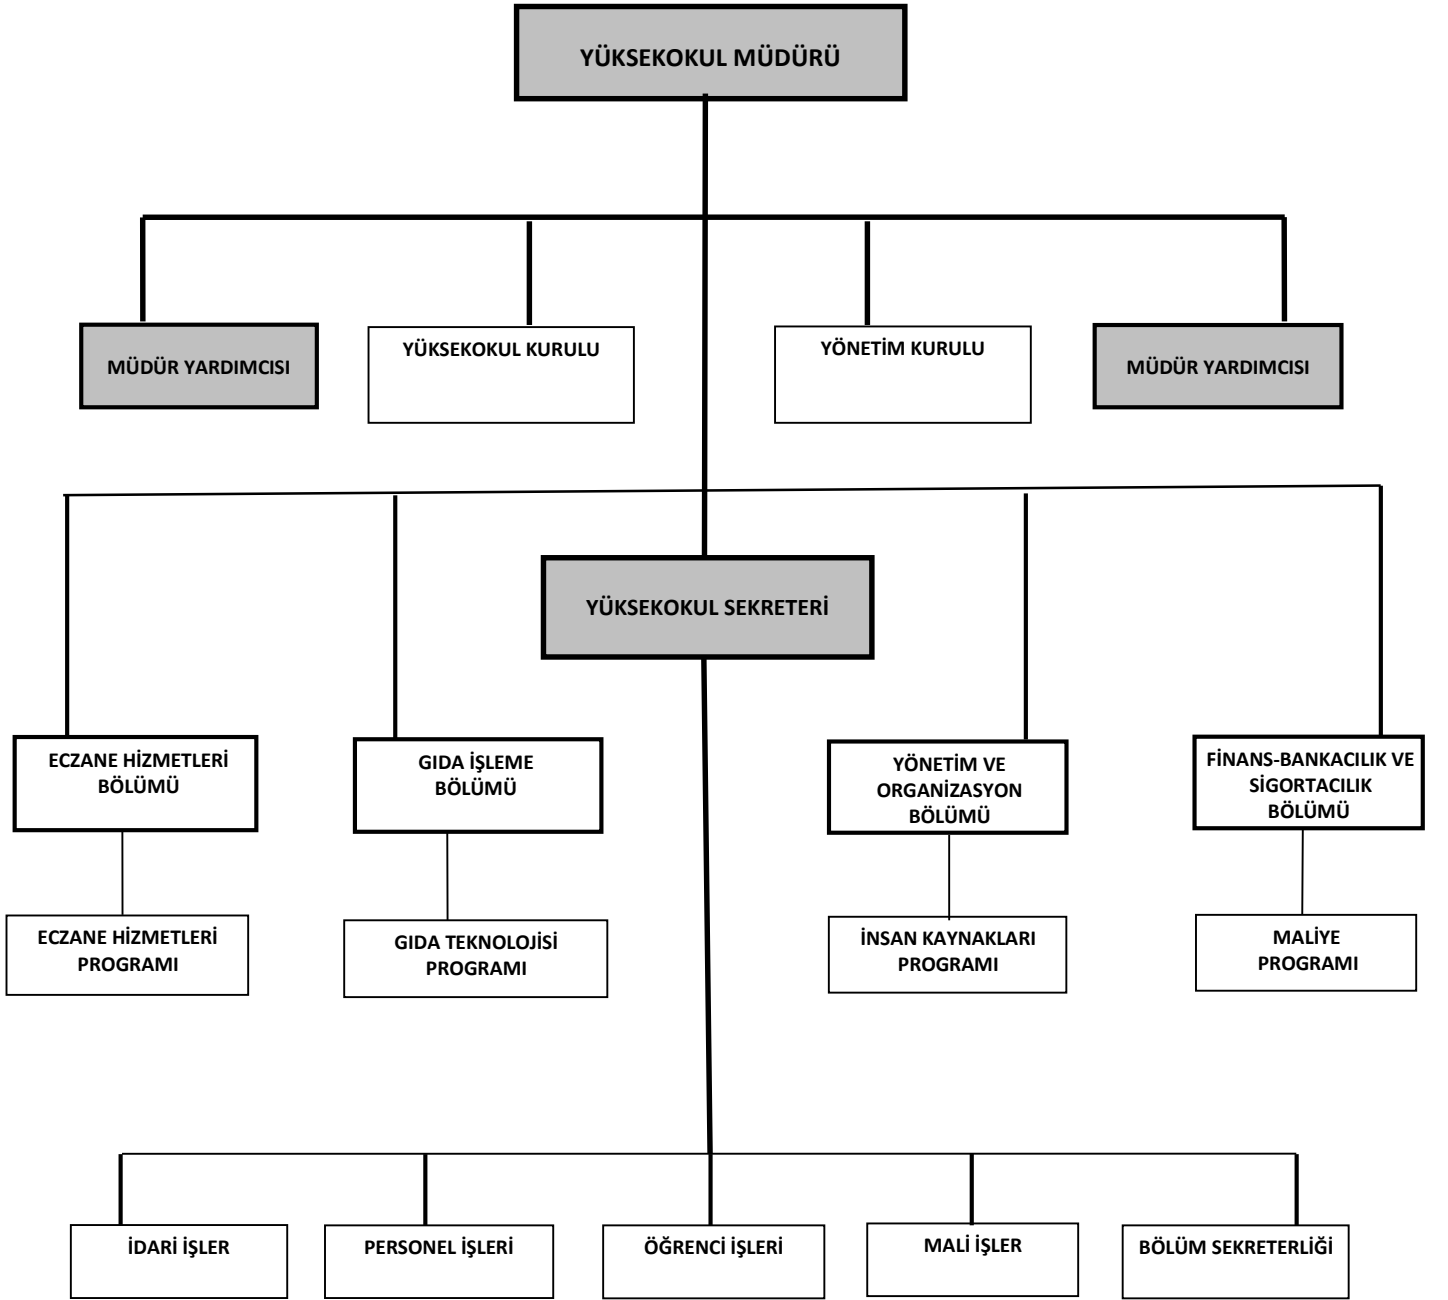 YÜKSEKOKUL MÜDÜRÜ
MÜDÜR YARDIMCISI
YÜKSEKOKUL KURULU
YÖNETİM KURULU
MÜDÜR YARDIMCISI
YÜKSEKOKUL SEKRETERİ
ECZANE HİZMETLERİ
BÖLÜMÜ
GIDA İŞLEME
BÖLÜMÜ
YÖNETİM VE
ORGANİZASYON
BÖLÜMÜ
FİNANS-BANKACILIK VE
SİGORTACILIK
BÖLÜMÜ
ECZANE HİZMETLERİ
PROGRAMI
GIDA TEKNOLOJİSİ
PROGRAMI
İNSAN KAYNAKLARI
PROGRAMI
MALİYE
PROGRAMI
İDARİ İŞLER
PERSONEL İŞLERİ
ÖĞRENCİ İŞLERİ
MALİ İŞLER
BÖLÜM SEKRETERLİĞİ